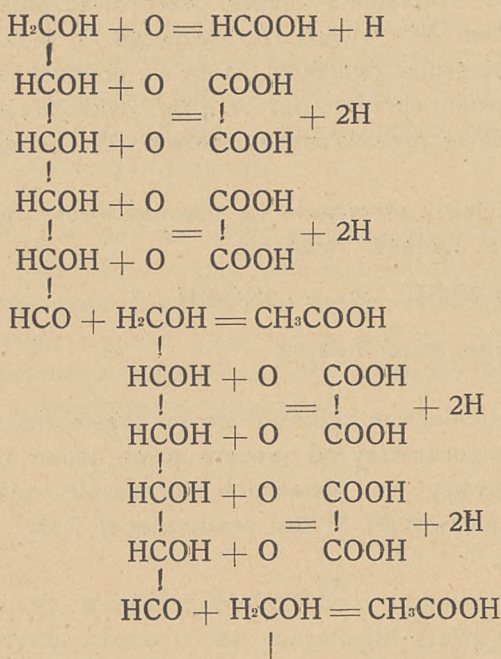 H₂COH + O = HCOOH + H
HCOH + O COOH
= + 2H
HCOH + O COOH
HCOH + O COOH
= + 2H
HCOH + O COOH
HCO + H₂COH = CH₃COOH
HCOH + O COOH
= + 2H
HCOH + O COOH
HCOH + O COOH
= + 2H
HCOH + O COOH
HCO + H₂COH = CH₃COOH